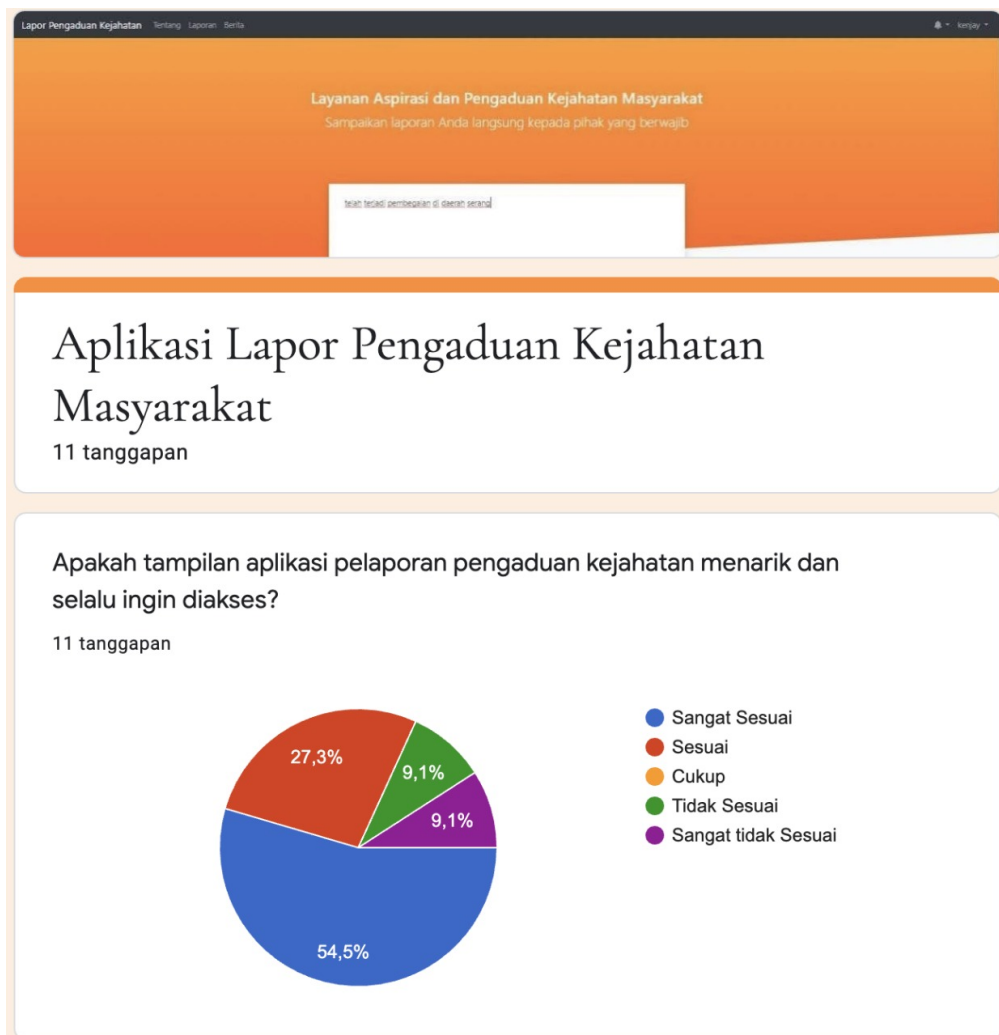 Lapor Pengaduan Kejahatan Tentang Laporan Berita kenjay
Layanan Aspirasi dan Pengaduan Kejahatan Masyarakat
Sampaikan laporan Anda langsung kepada pihak yang berwajib
telah terjadi pembegalan di daerah serang
Aplikasi Lapor Pengaduan Kejahatan
Masyarakat
11 tanggapan
Apakah tampilan aplikasi pelaporan pengaduan kejahatan menarik dan
selalu ingin diakses?
11 tanggapan
27,3%
9,1%
9,1%
54,5%
Sangat Sesuai
Sesuai
Cukup
Tidak Sesuai
Sangat tidak Sesuai